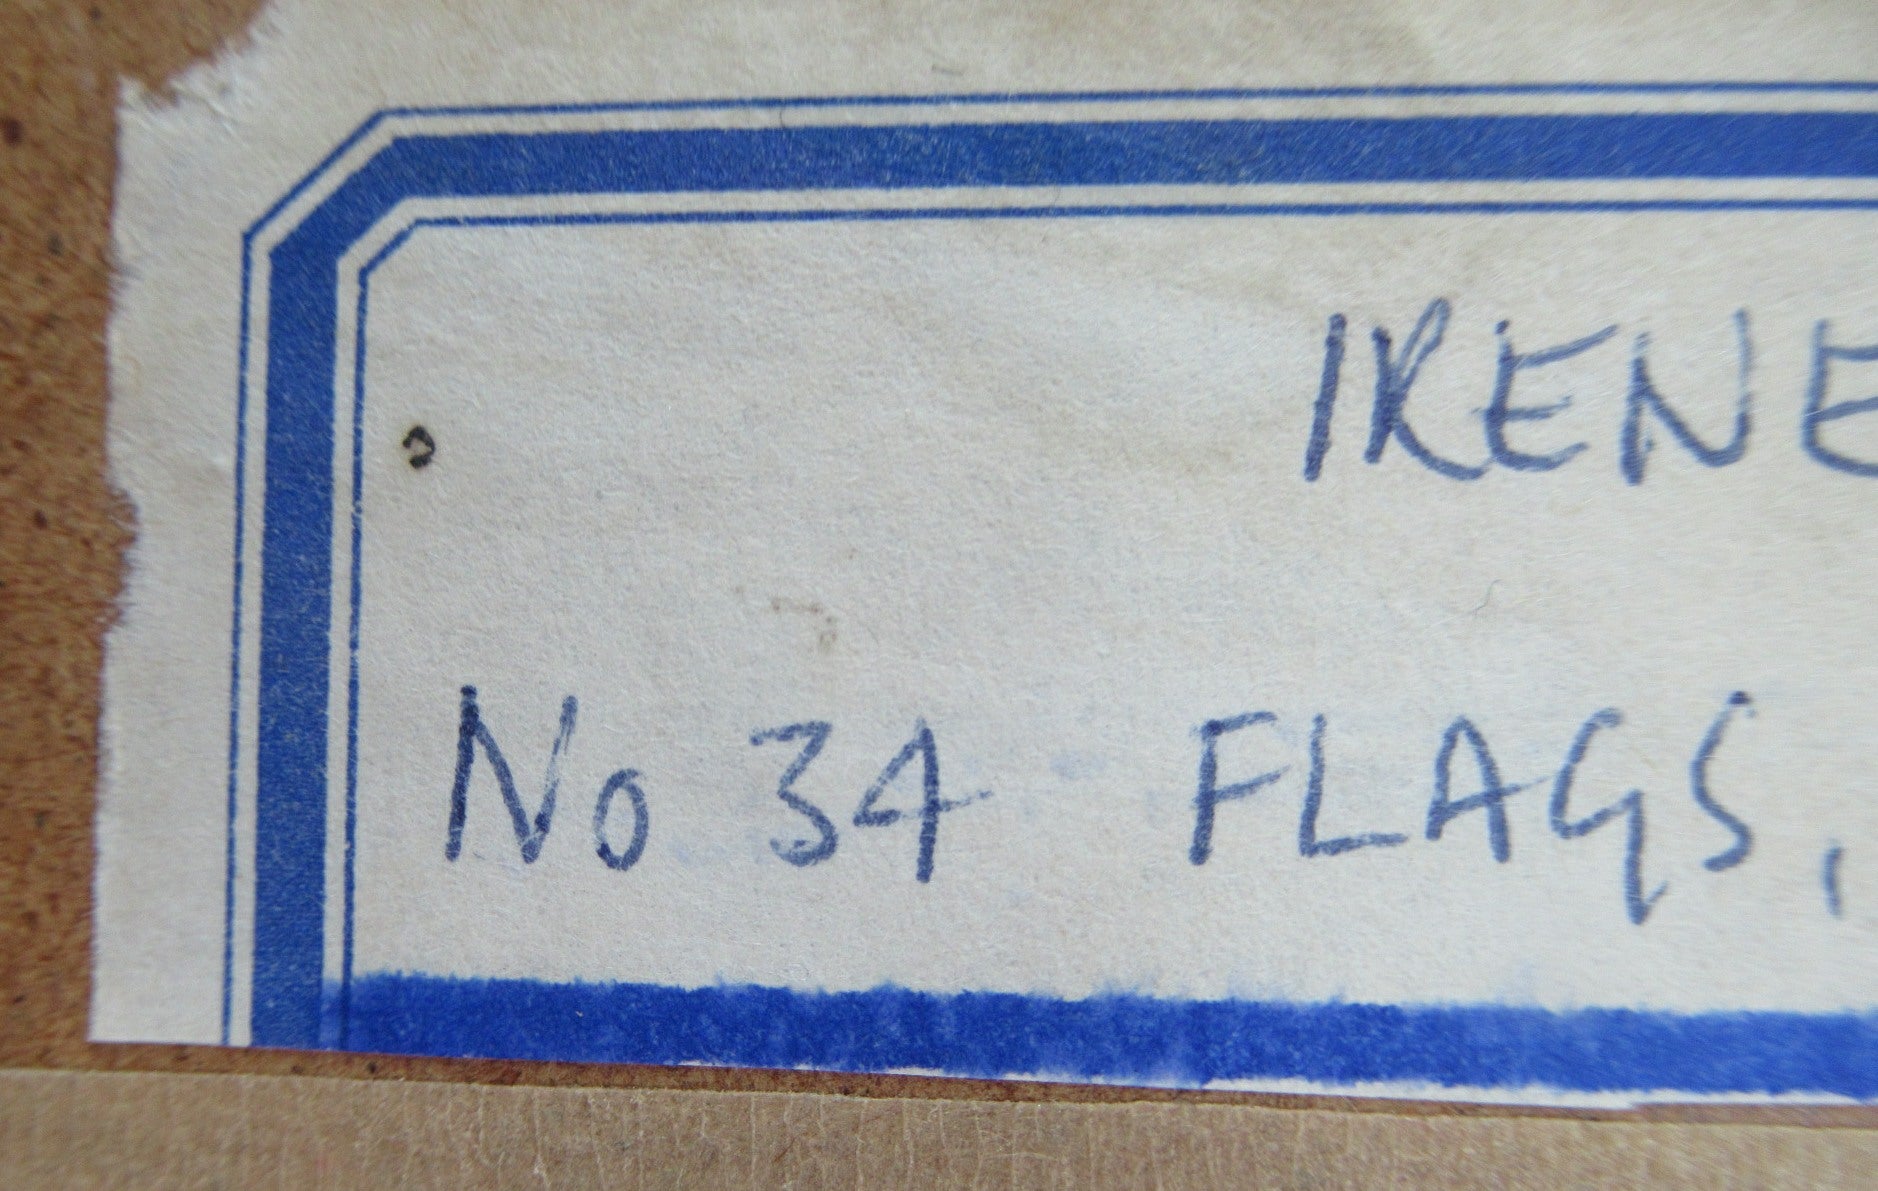 IRENE
No 34 FLAGS,